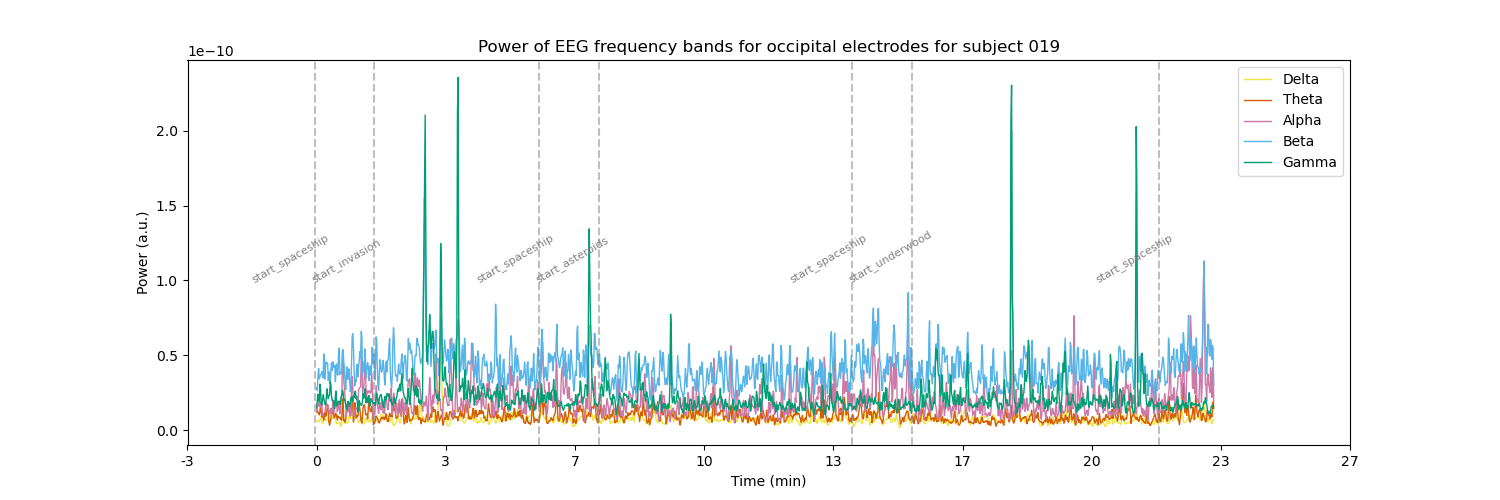 Power of EEG frequency bands for occipital electrodes for subject 019
1e−10
Delta
Theta
Alpha
Beta
Gamma
2.0
1.5
1.0
0.5
0.0
Power (a.u.)
start_spaceship
start_invasion
start_spaceship
start_asteroids
start_spaceship
start_underwood
start_spaceship
-3 0 3 7 10 13 17 20 23 27
Time (min)